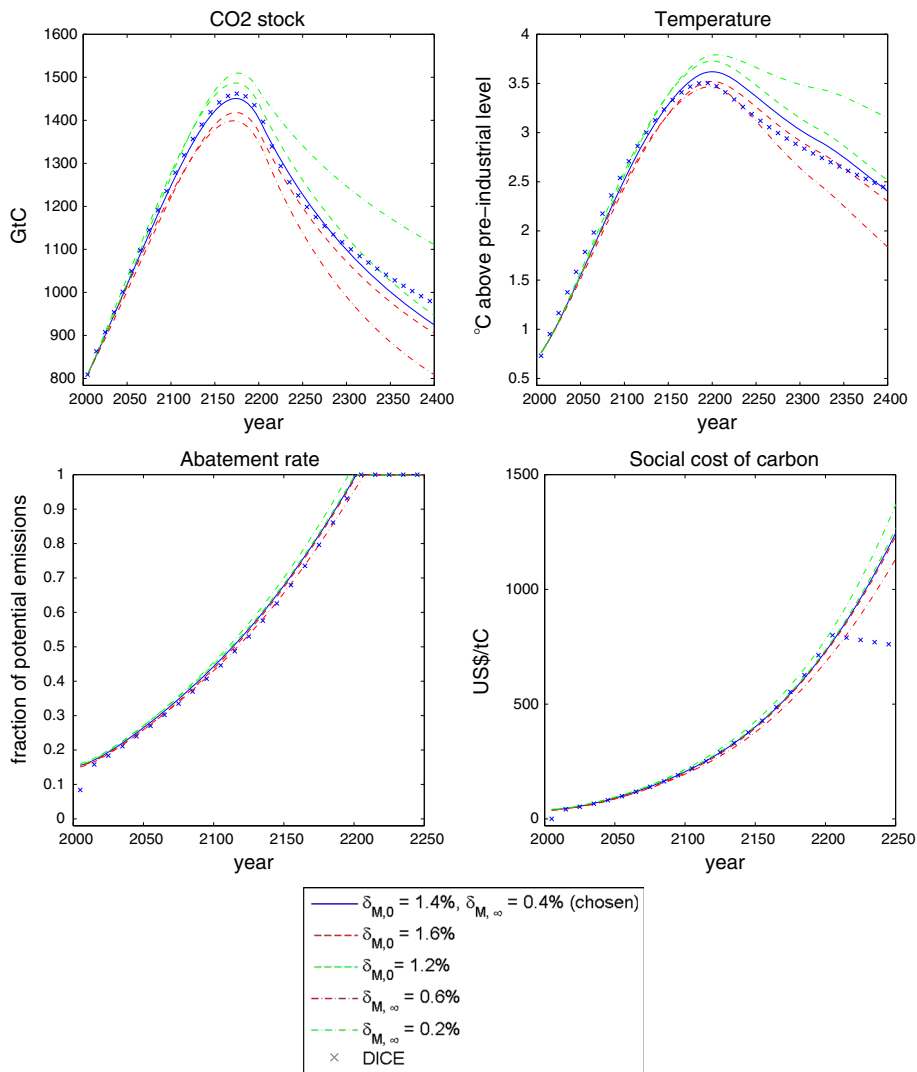 CO2 stock
1600
1500
1400
1300
1200
1100
1000
900
800
GtC
2000 2050 2100 2150 2200 2250 2300 2350 2400
year
Temperature
4
3.5
3
2.5
2
1.5
1
0.5
°C above pre−industrial level
2000 2050 2100 2150 2200 2250 2300 2350 2400
year
Abatement rate
1
0.9
0.8
0.7
0.6
0.5
0.4
0.3
0.2
0.1
0
fraction of potential emissions
2000 2050 2100 2150 2200 2250
year
Social cost of carbon
1500
1000
500
0
US$/tC
2000 2050 2100 2150 2200 2250
year
δM,0 = 1.4%, δM, ∞ = 0.4% (chosen)
δM,0 = 1.6%
δM,0 = 1.2%
δM, ∞ = 0.6%
δM, ∞ = 0.2%
DICE